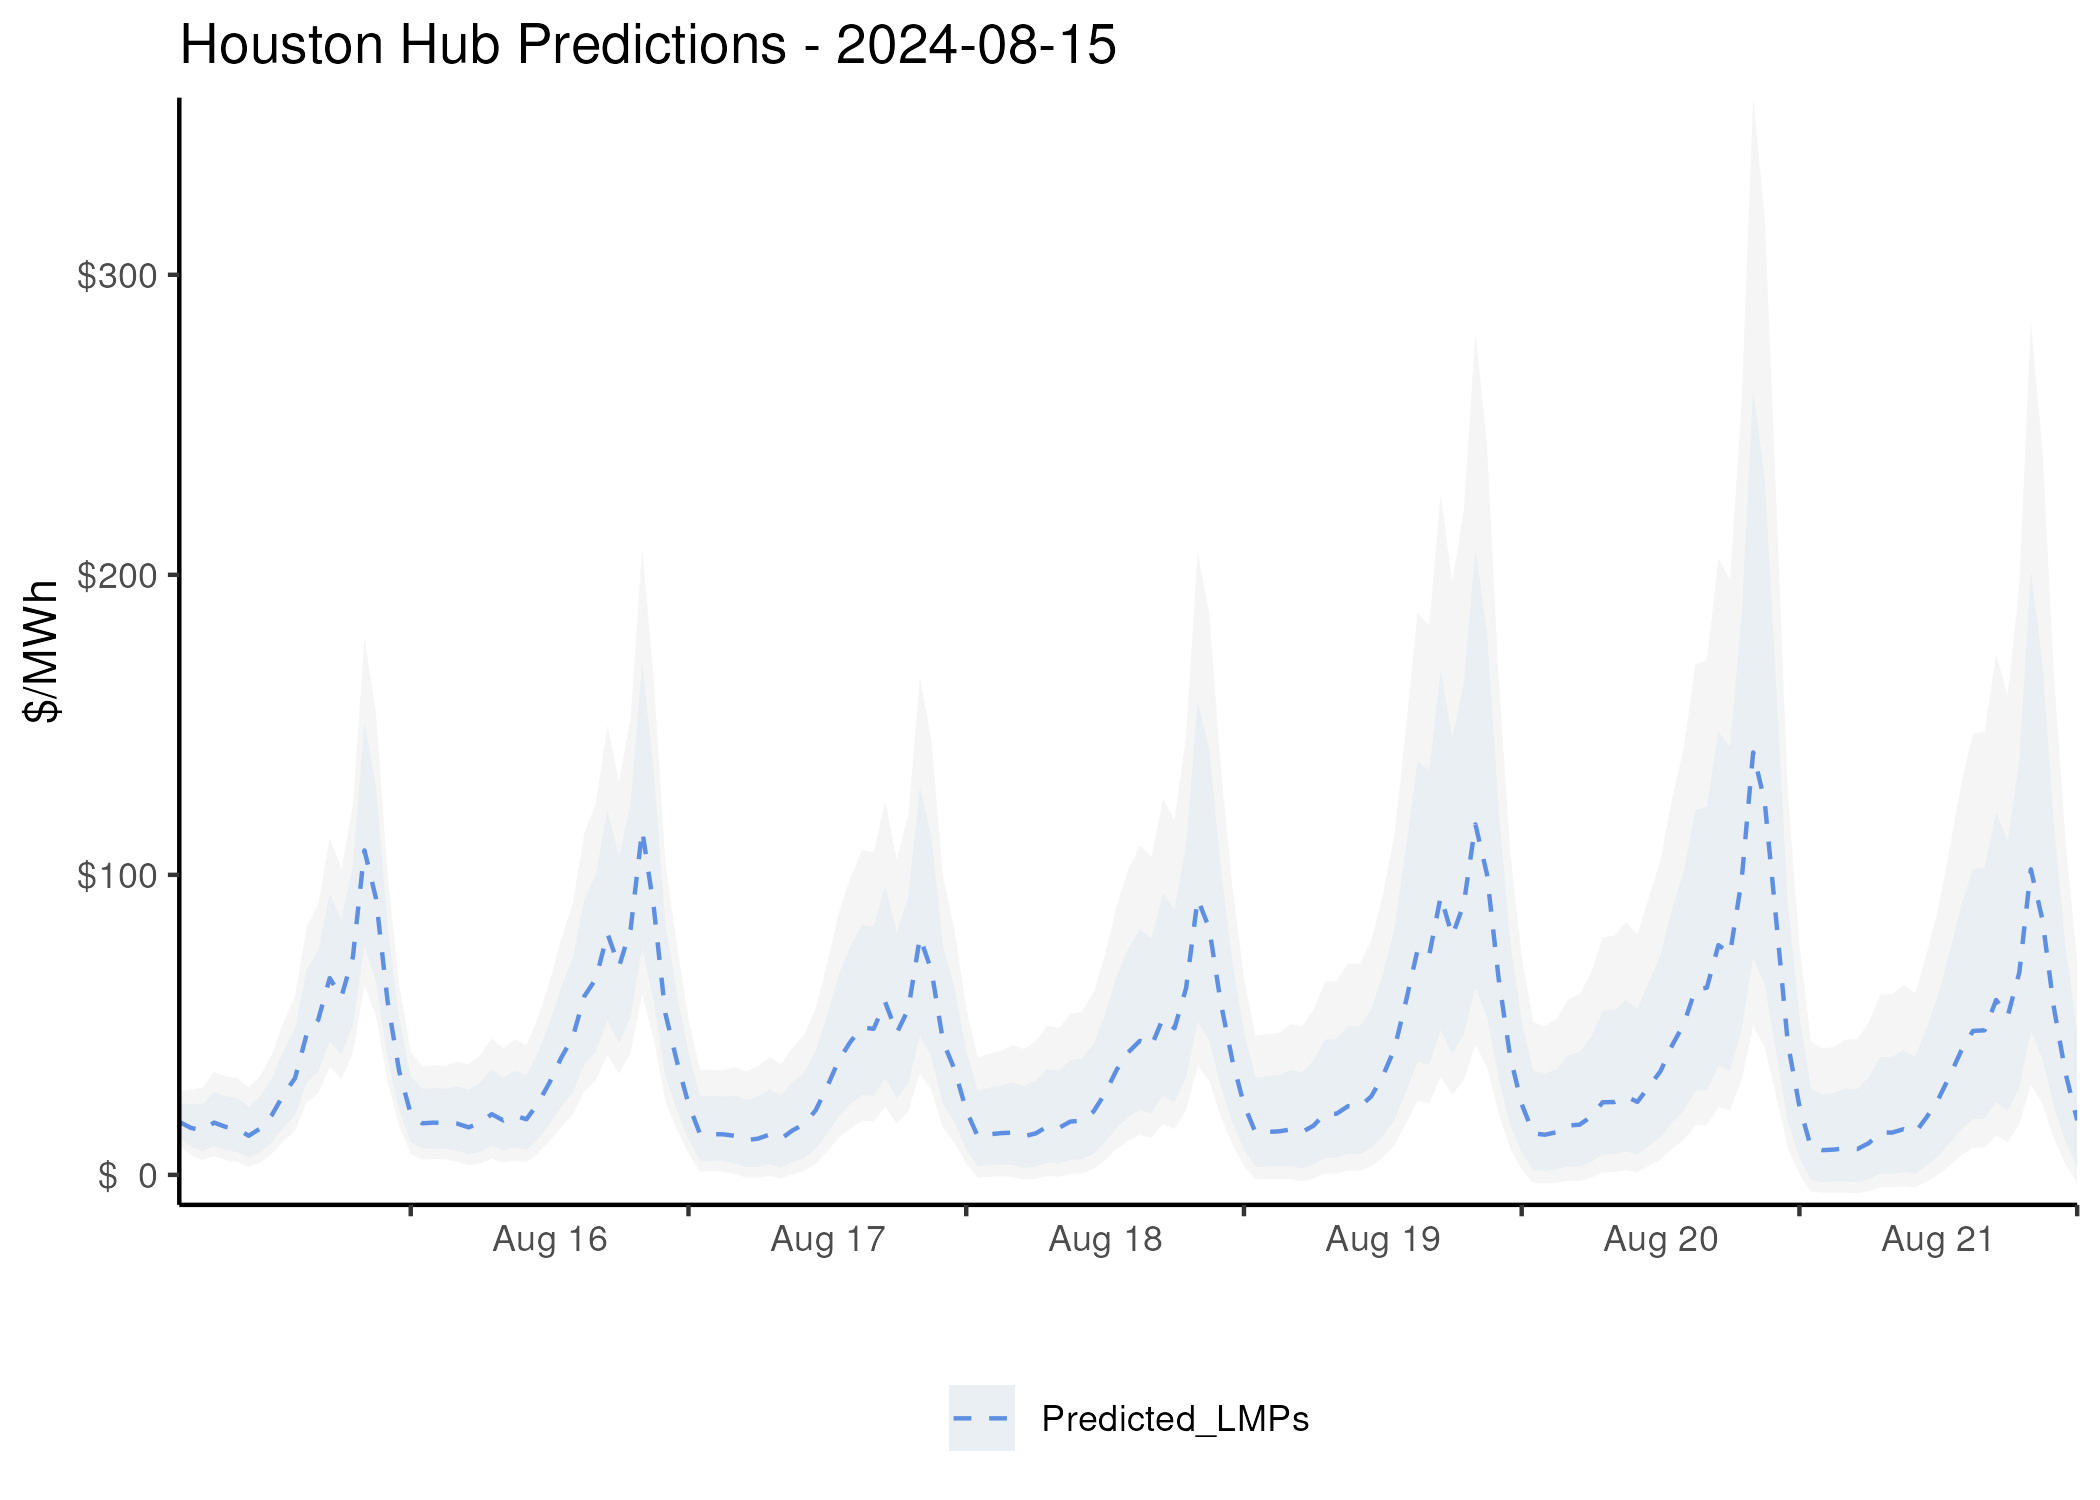 Houston Hub Predictions - 2024-08-15
$/MWh
$300
$200
$100
$ 0
Aug 16 Aug 17 Aug 18 Aug 19 Aug 20 Aug 21
Predicted_LMPs